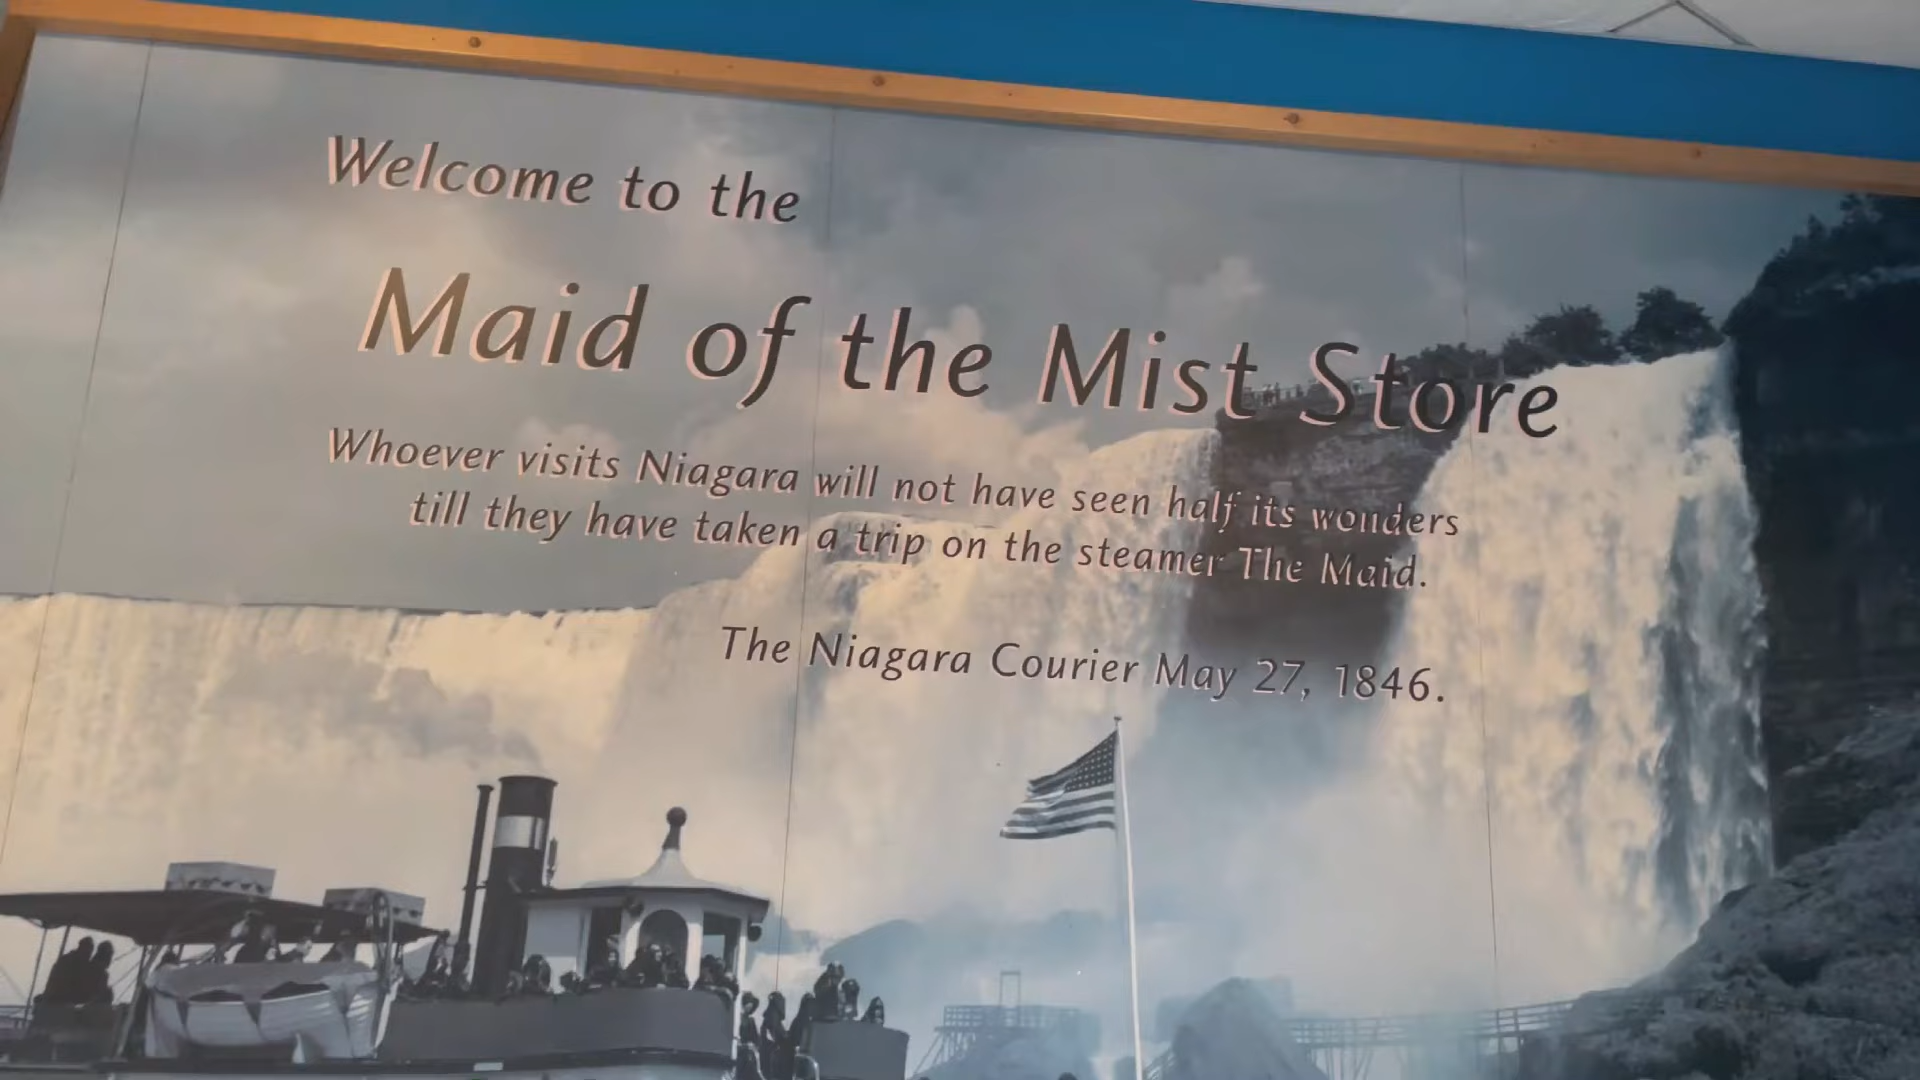 Welcome to the
Maid of the Mist Store
Whoever visits Niagara will not have seen half its wonders
till they have taken a trip on the steamer The Maid.
The Niagara Courier May 27, 1846.